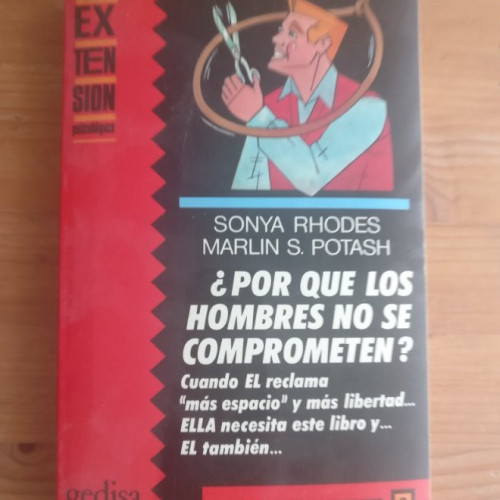 EX
TEN
SION
psicológica
SONYA RHODES
MARLIN S. POTASH
¿POR QUE LOS
HOMBRES NO SE
COMPROMETEN?
Cuando EL reclama
"más espacio" y más libertad...
ELLA necesita este libro y...
EL también...
gedisa